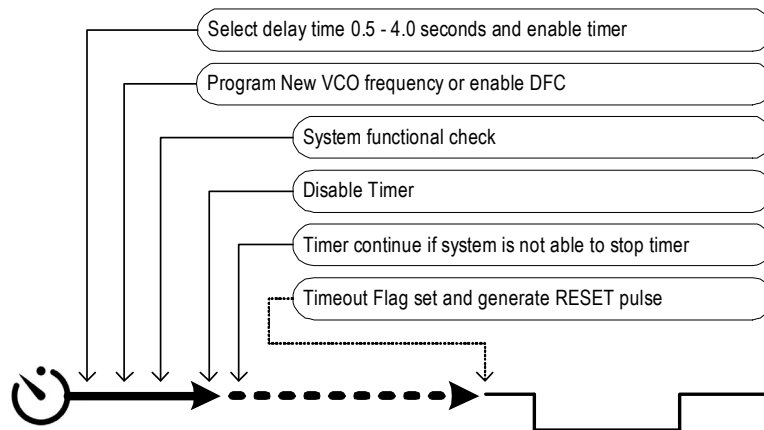 Select delay time 0.5 - 4.0 seconds and enable timer
Program New VCO frequency or enable DFC
System functional check
Disable Timer
Timer continue if system is not able to stop timer
Timeout Flag set and generate RESET pulse